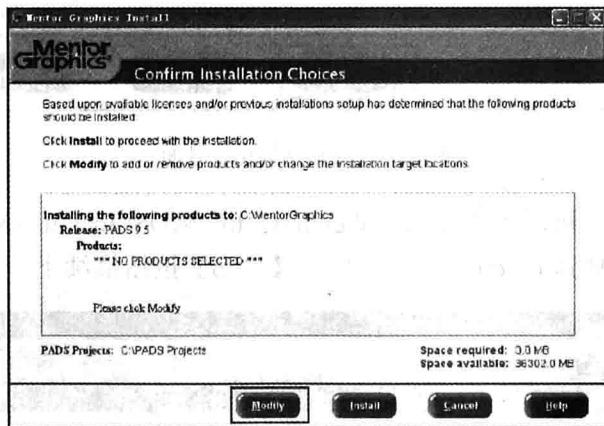 Mentor Graphics Install
Mentor
Graphics
Confirm Installation Choices
Based upon available licenses and/or previous installations setup has determined that the following products
should be installed.
Click Install to proceed with the installation.
Click Modify to add or remove products and/or change the installation target locations.
Installing the following products to: C:\MentorGraphics
Release: PADS 9.5
Products:
*** NO PRODUCTS SELECTED ***
Please click Modify
PADS Projects: C:\PADS Projects
Space required: 0.0 MB
Space available: 36302.0 MB
Modify
Install
Cancel
Help